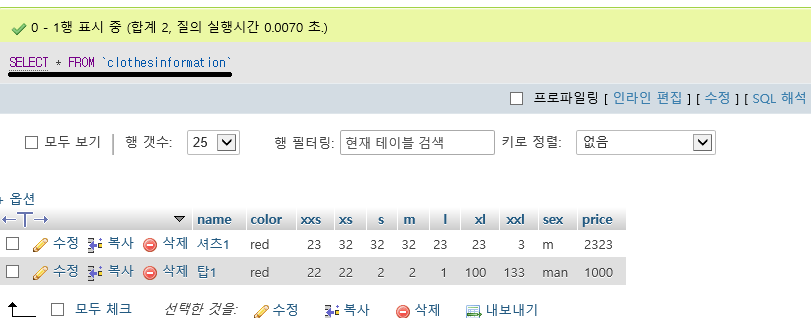 0 - 1행 표시 중 (합계 2, 질의 실행시간 0.0070 초.)
SELECT * FROM `clothesinformation`
프로파일링 [ 인라인 편집 ] [ 수정 ] [ SQL 해석
모두 보기 | 행 갯수: 25 행 필터링: 현재 테이블 검색 키로 정렬: 없음
+ 옵션
←T→ name color xxs xs s m l xl xxl sex price
수정 복사 삭제 셔츠1 red 23 32 32 32 23 23 3 m 2323
수정 복사 삭제 탑1 red 22 22 2 2 1 100 133 man 1000
모두 체크 선택한 것을: 수정 복사 삭제 내보내기